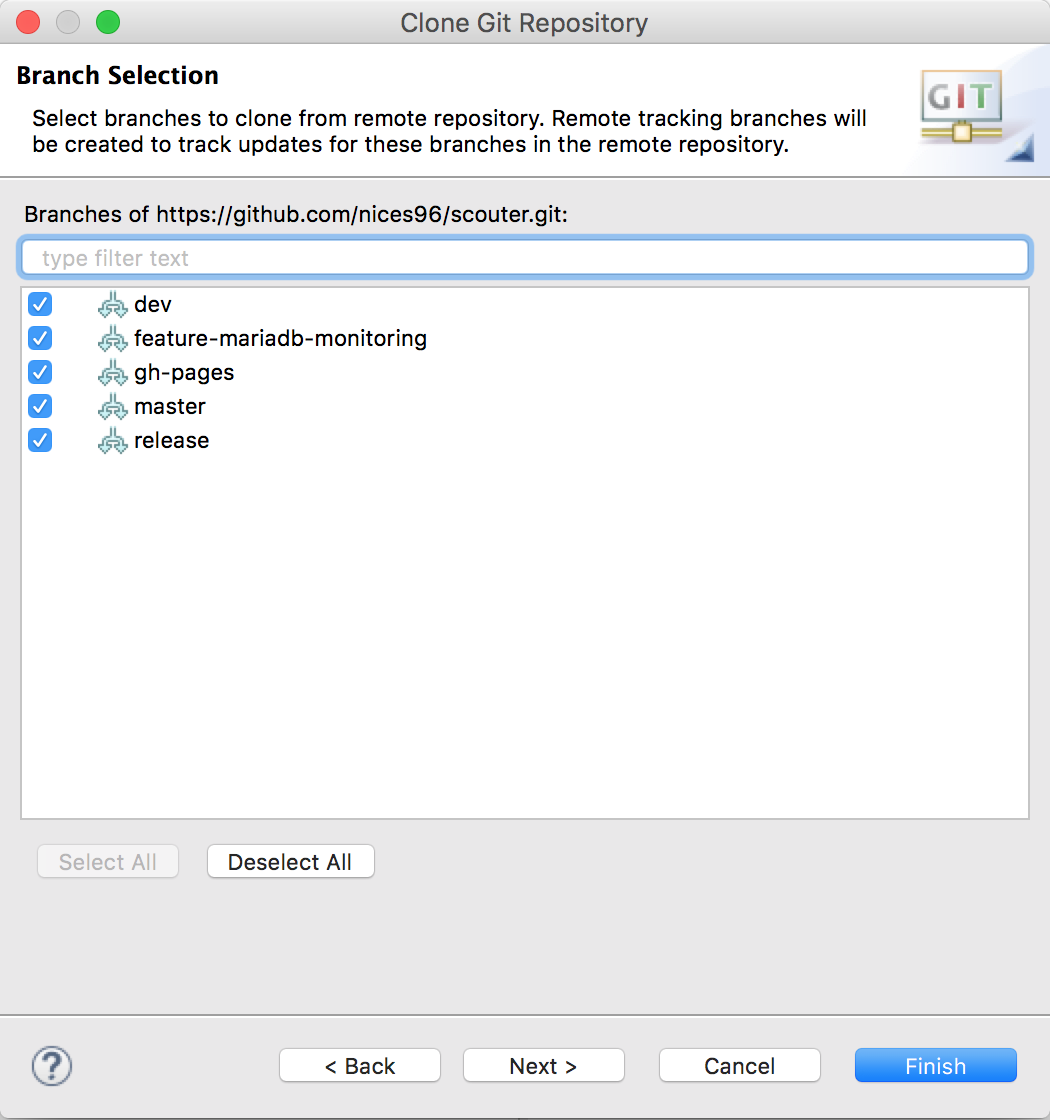 Clone Git Repository
Branch Selection
Select branches to clone from remote repository. Remote tracking branches will
be created to track updates for these branches in the remote repository.
GIT
Branches of https://github.com/nices96/scouter.git:
type filter text
dev
feature-mariadb-monitoring
gh-pages
master
release
Select All
Deselect All
?
< Back
Next >
Cancel
Finish